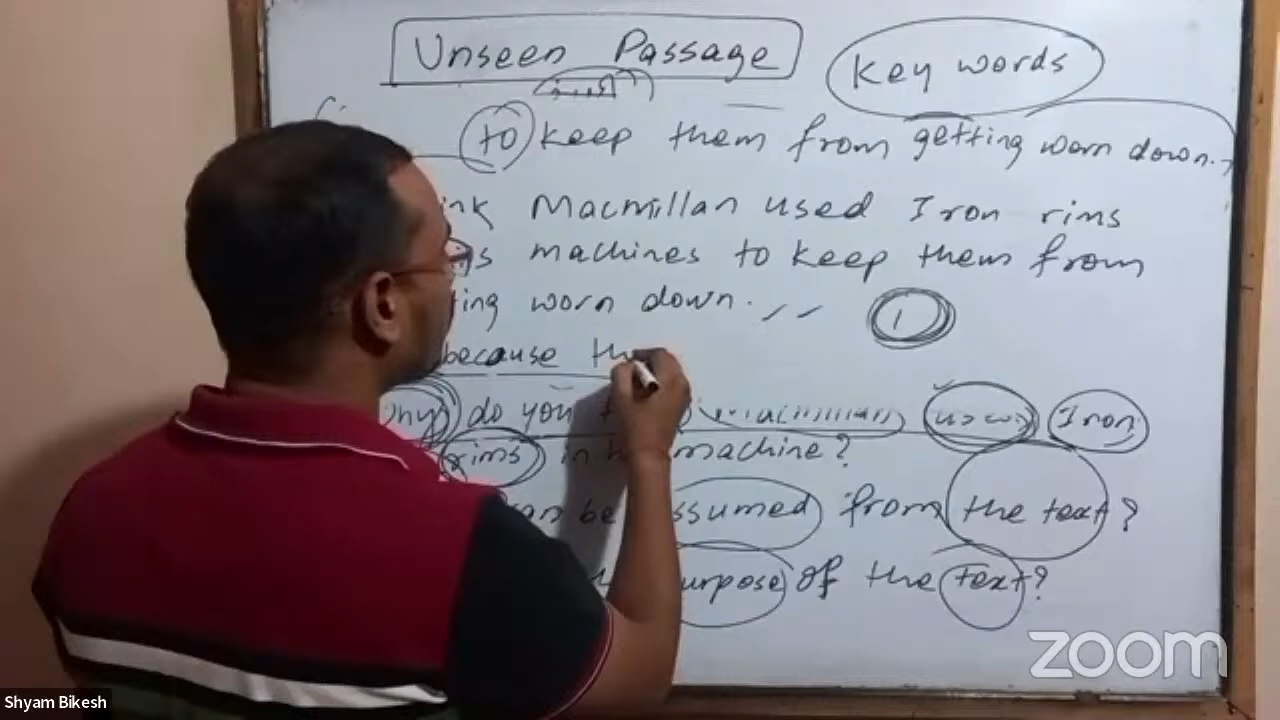 Unseen Passage
Key words
to keep them from getting worn down.
Macmillan used Iron rims
machines to keep them from
worn down.
1
because
do you Iron
rims in machine?
be from the text?
of the text?
zoom
Shyam Bikesh